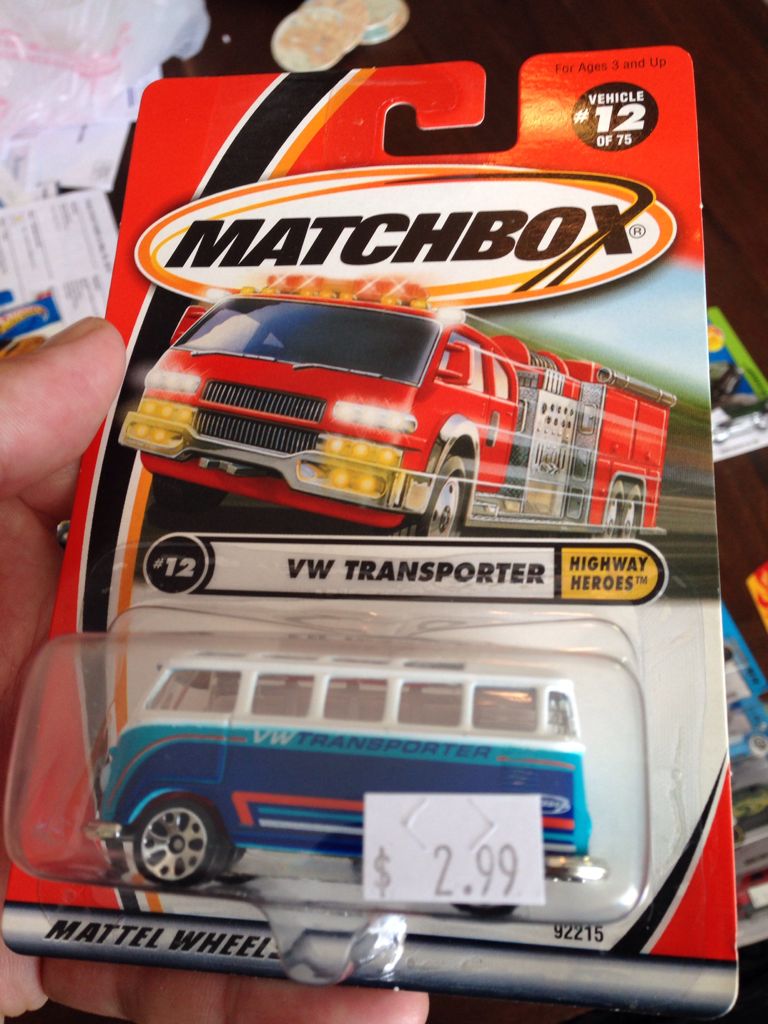 For Ages 3 and Up
VEHICLE
#12
OF 75
MATCHBOX®
#12
VW TRANSPORTER
HIGHWAY
HEROES™
VW TRANSPORTER
$ 2.99
92215
MATTEL WHEELS